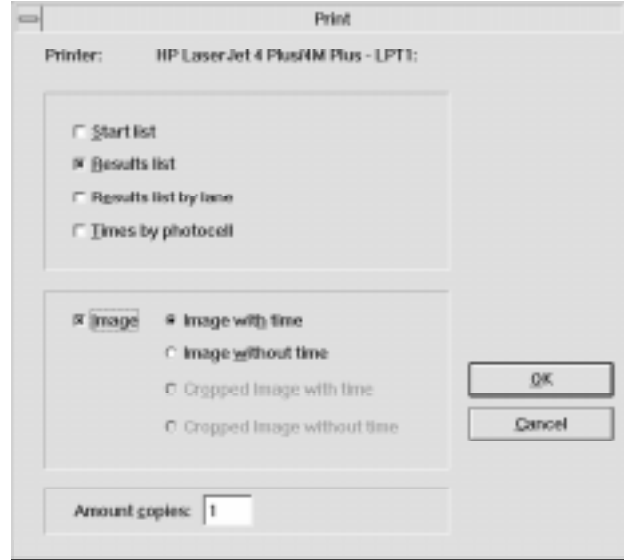 Print
Printer: HP LaserJet 4 Plus/4M Plus - LPT1:
Start list
Results list
Results list by lane
Times by photocell
Image Image with time
Image without time
Cropped Image with time
Cropped Image without time
OK
Cancel
Amount copies: 1